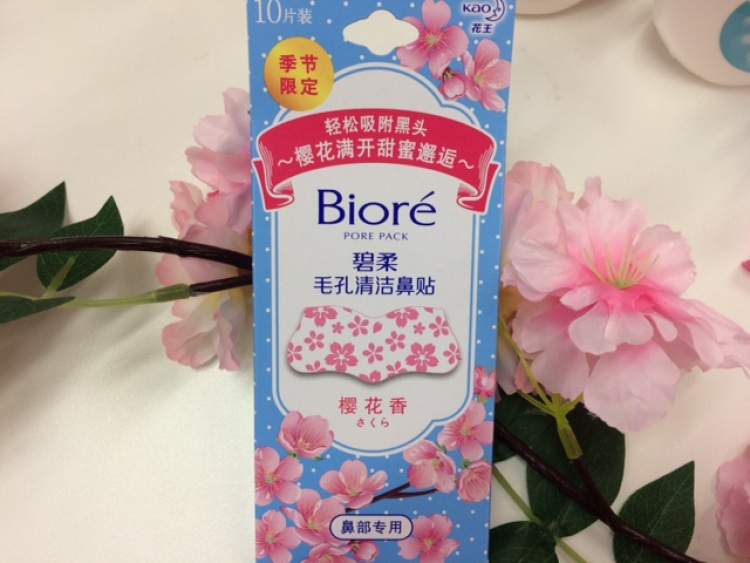 10片装
Kao
花王
季节
限定
轻松吸附黑头
～樱花满开甜蜜邂逅～
Bioré
PORE PACK
碧柔
毛孔清洁鼻贴
樱花香
さくら
鼻部专用